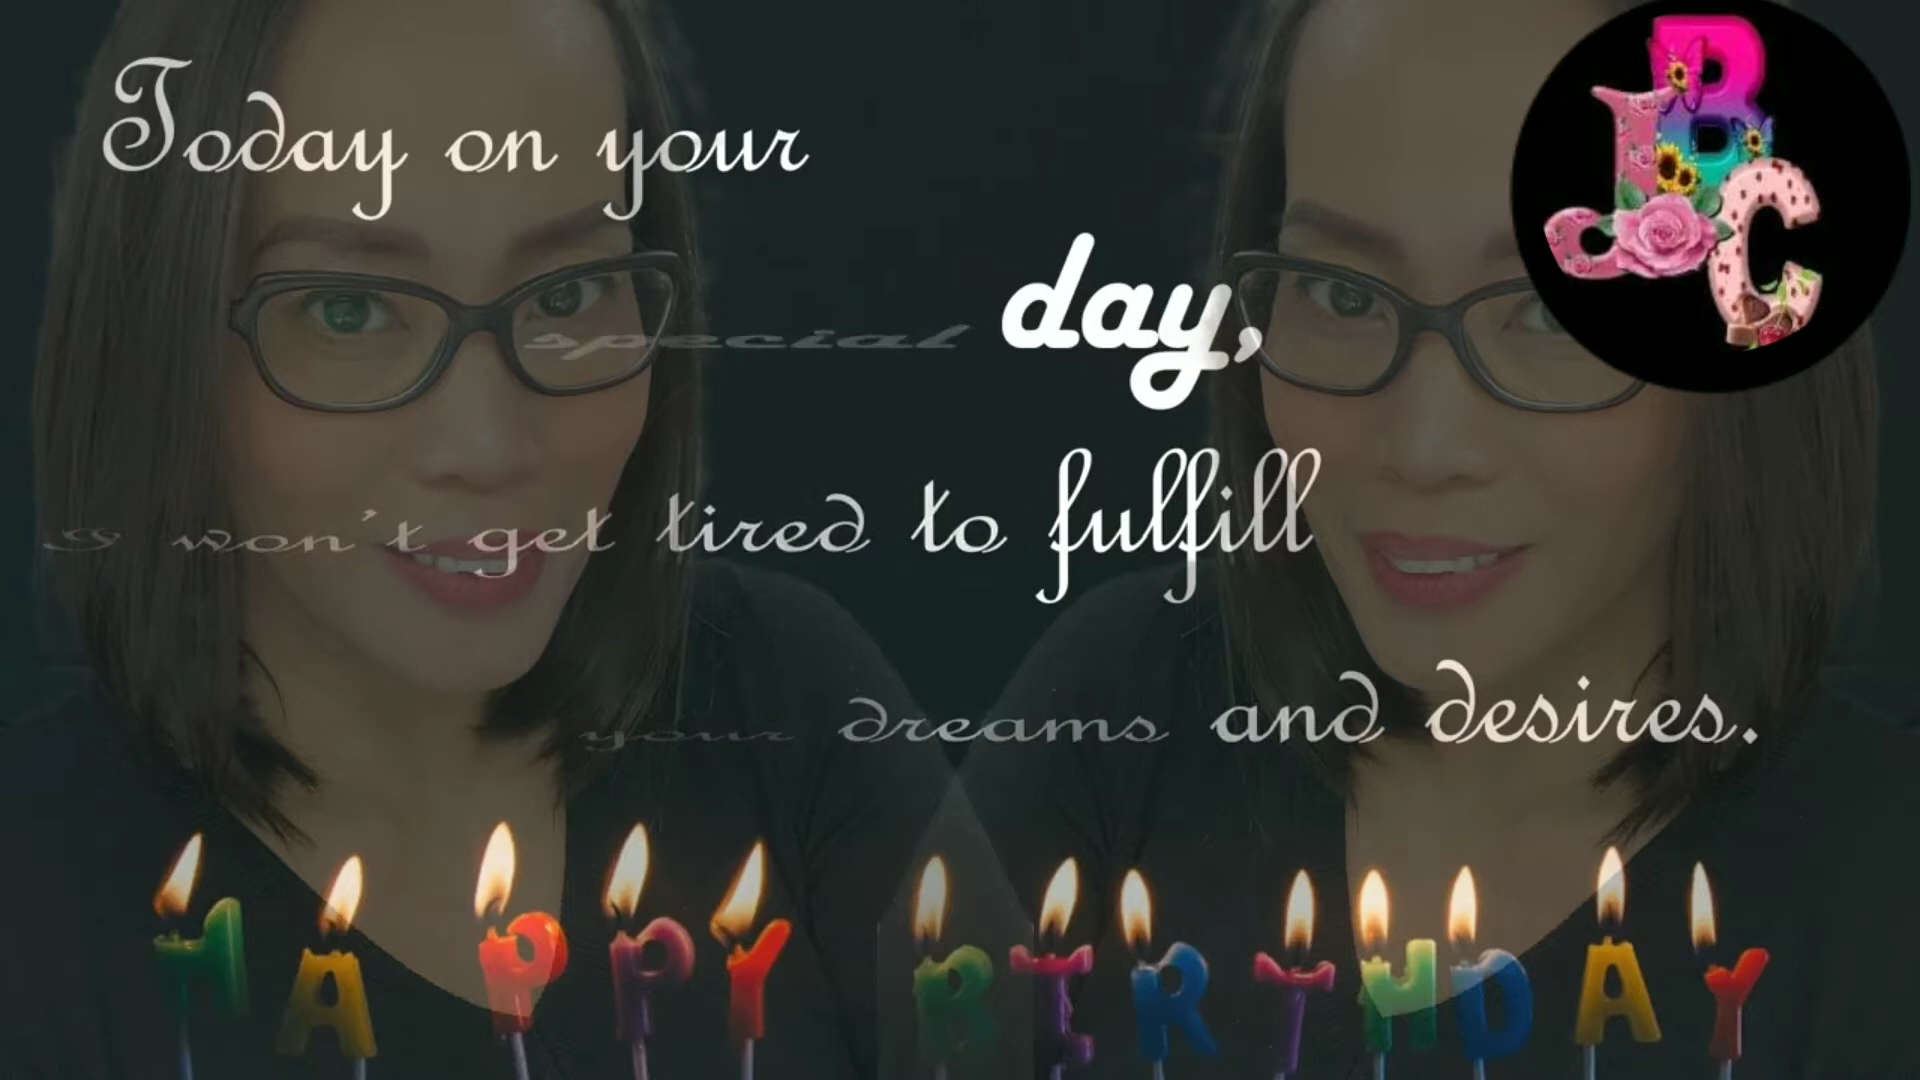 Today on your
special day,
I won't get tired to fulfill
your dreams and desires.
HAPPY BIRTHDAY
JBC